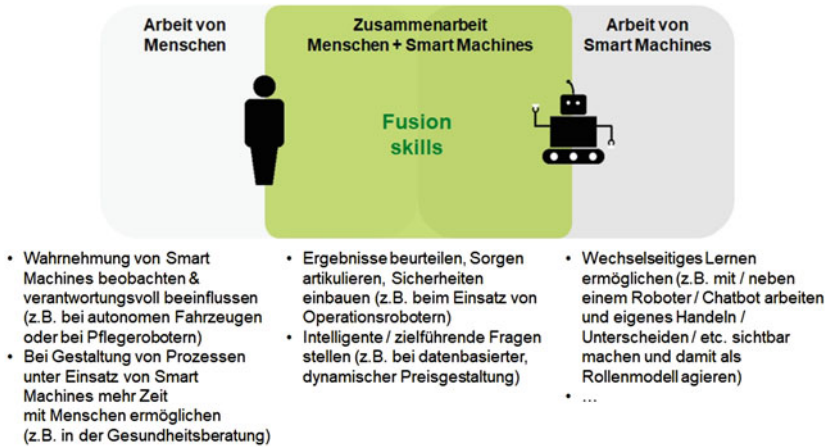 Arbeit von
Menschen
Zusammenarbeit
Menschen + Smart Machines
Arbeit von
Smart Machines
Fusion
skills
• Wahrnehmung von Smart
Machines beobachten &
verantwortungsvoll beeinflussen
(z.B. bei autonomen Fahrzeugen
oder bei Pflegerobotern)
• Bei Gestaltung von Prozessen
unter Einsatz von Smart
Machines mehr Zeit
mit Menschen ermöglichen
(z.B. in der Gesundheitsberatung)
• Ergebnisse beurteilen, Sorgen
artikulieren, Sicherheiten
einbauen (z.B. beim Einsatz von
Operationsrobotern)
• Intelligente / zielführende Fragen
stellen (z.B. bei datenbasierter,
dynamischer Preisgestaltung)
• Wechselseitiges Lernen
ermöglichen (z.B. mit / neben
einem Roboter / Chatbot arbeiten
und eigenes Handeln /
Unterscheiden / etc. sichtbar
machen und damit als
Rollenmodell agieren)
• …